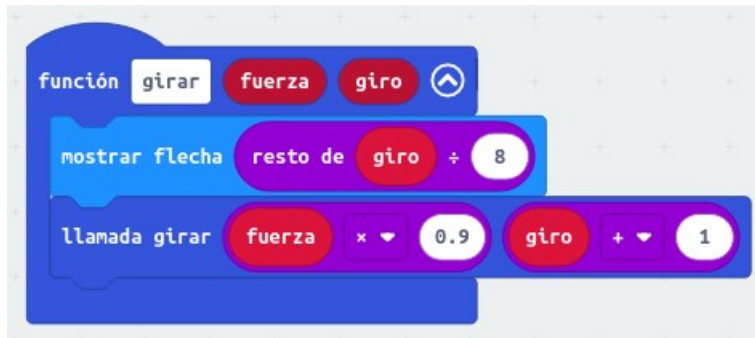 función girar fuerza giro
mostrar flecha resto de giro ÷ 8
llamada girar fuerza × 0.9 giro + 1